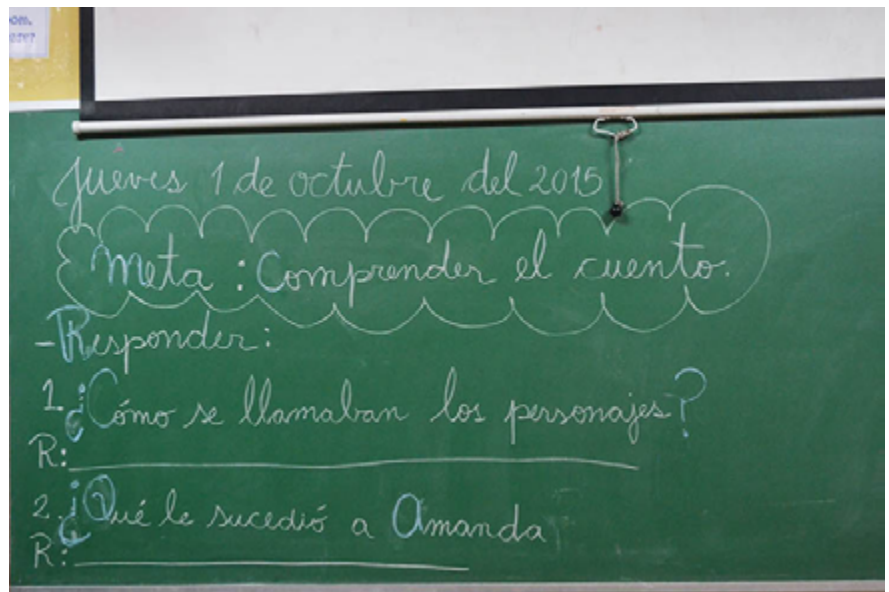 om.
Jueves 1 de octubre del 2015
Meta : Comprender el cuento.
- Responder:
1. ¿Cómo se llamaban los personajes?
R:
2. ¿Qué le sucedió a Amanda
R: